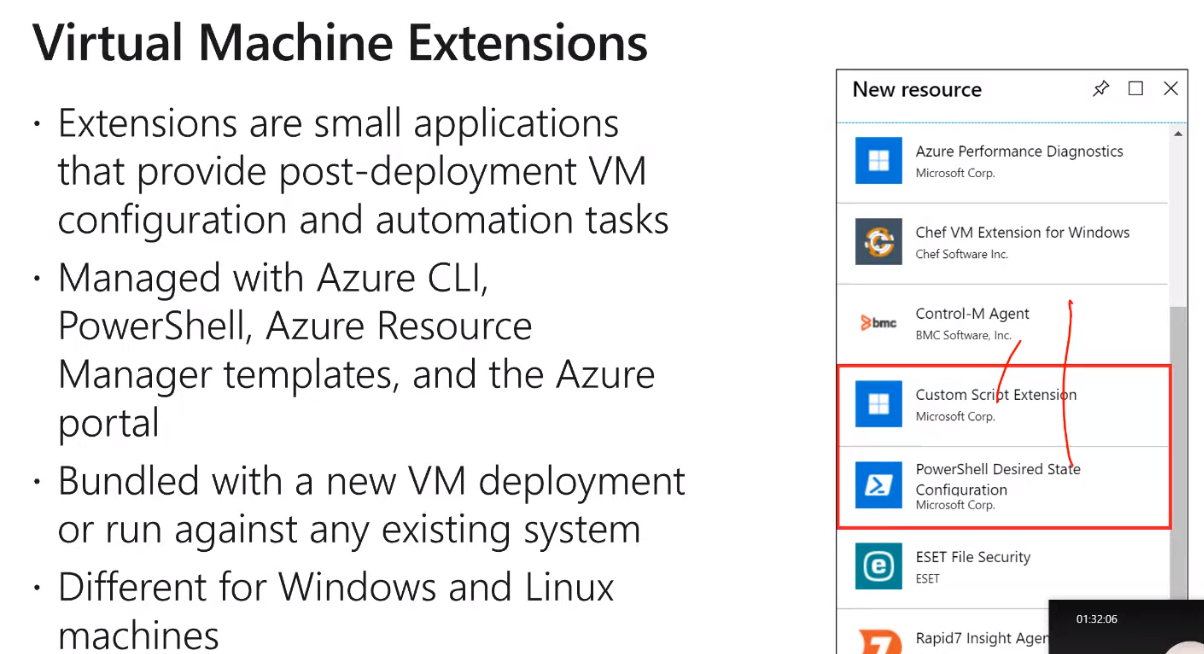 Virtual Machine Extensions
• Extensions are small applications
that provide post-deployment VM
configuration and automation tasks
• Managed with Azure CLI,
PowerShell, Azure Resource
Manager templates, and the Azure
portal
• Bundled with a new VM deployment
or run against any existing system
• Different for Windows and Linux
machines
New resource
Azure Performance Diagnostics
Microsoft Corp.
Chef VM Extension for Windows
Chef Software Inc.
bmc
Control-M Agent
BMC Software, Inc.
Custom Script Extension
Microsoft Corp.
PowerShell Desired State
Configuration
Microsoft Corp.
e
ESET File Security
ESET
Rapid7 Insight Agen
01:32:06